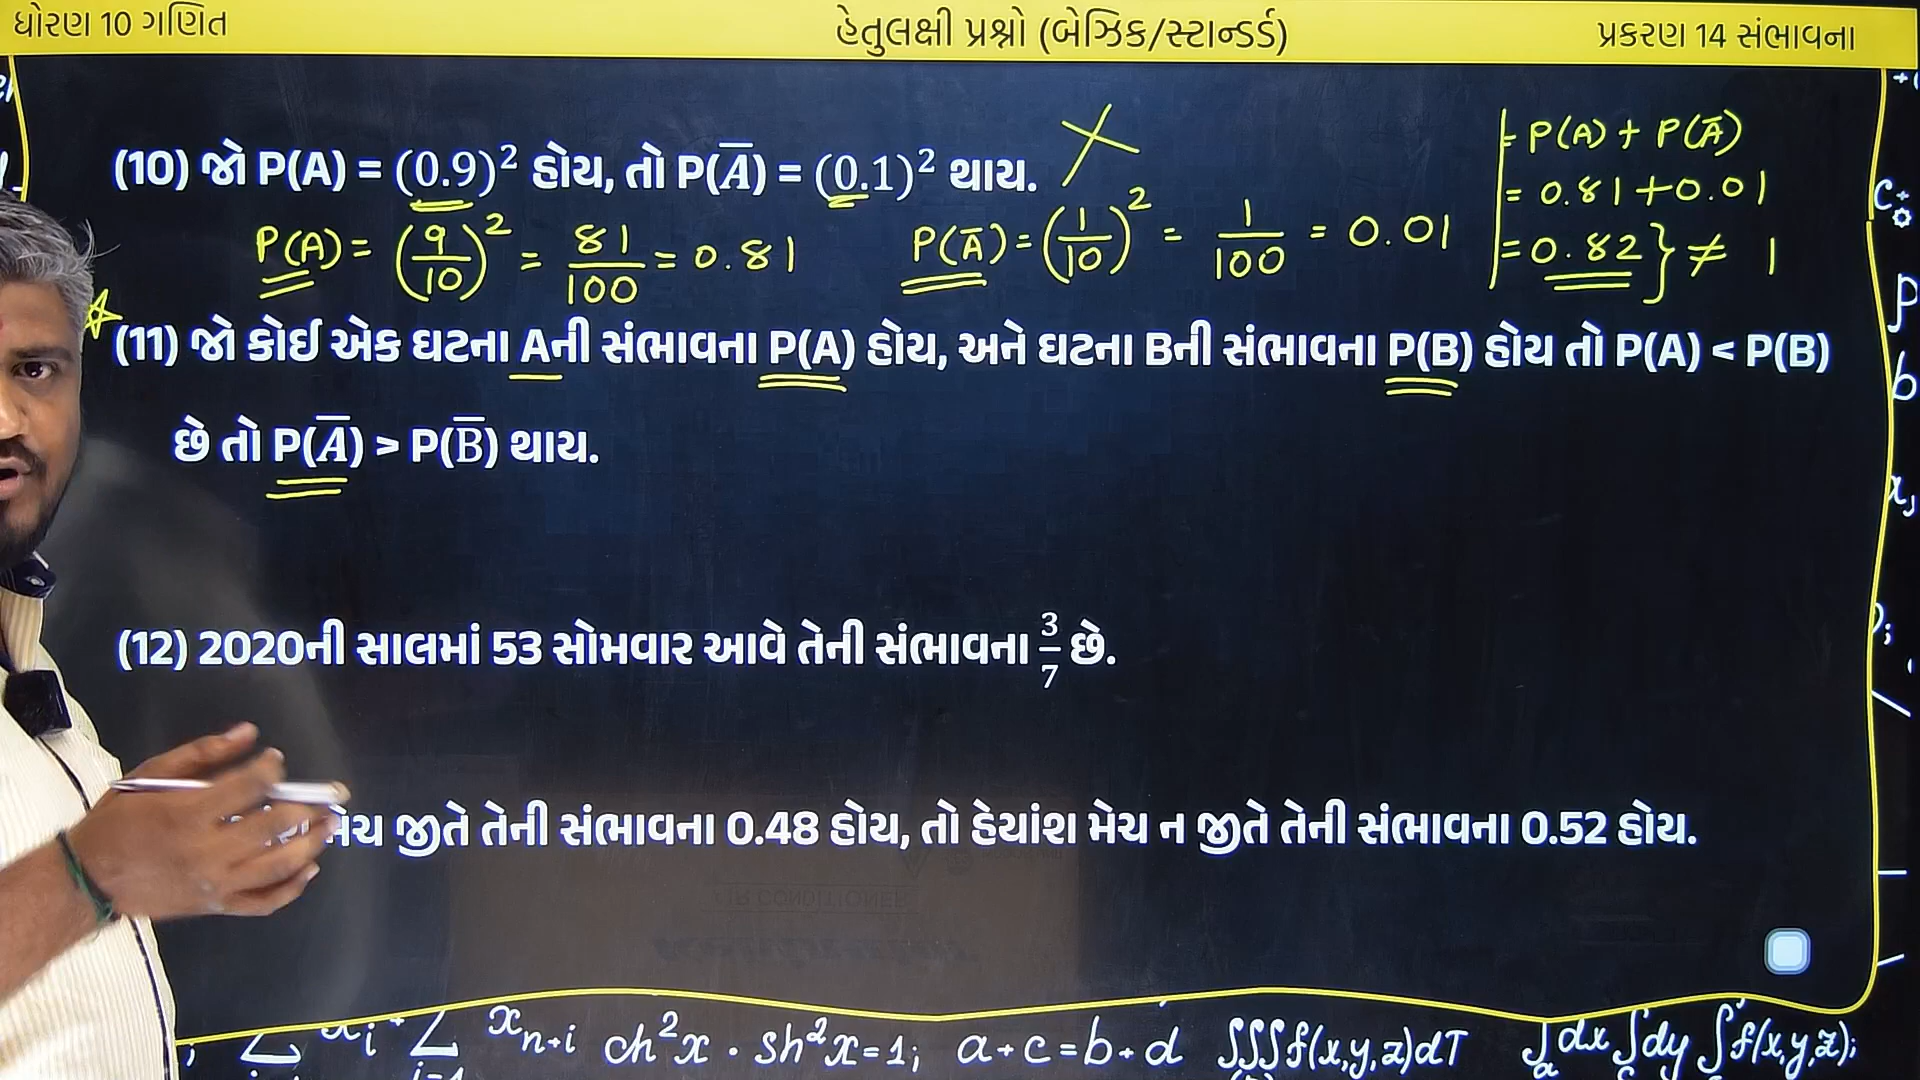 ધોરણ 10 ગણિત
હેતુલક્ષી પ્રશ્નો (બેઝિક/સ્ટાન્ડર્ડ)
પ્રકરણ 14 સંભાવના
(10) જો P(A) = (0.9)² હોય, તો P(A̅) = (0.1)² થાય. ×
P(A) = (9/10)² = 81/100 = 0.81
P(A̅) = (1/10)² = 1/100 = 0.01
= P(A) + P(A̅)
= 0.81 + 0.01
= 0.82 } ≠ 1
(11) જો કોઈ એક ઘટના Aની સંભાવના P(A) હોય, અને ઘટના Bની સંભાવના P(B) હોય તો P(A) < P(B)
છે તો P(A̅) > P(B̅) થાય.
(12) 2020ની સાલમાં 53 સોમવાર આવે તેની સંભાવના 3/7 છે.
મેચ જીતે તેની સંભાવના 0.48 હોય, તો હેયાંશ મેચ ન જીતે તેની સંભાવના 0.52 હોય.
AIR CONDITIONER
xₙ₊ᵢ ch²x · sh²x=1; a+c=b+d ∫∫∫f(x,y,z)dT ∫dx∫dy∫f(x,y,z);